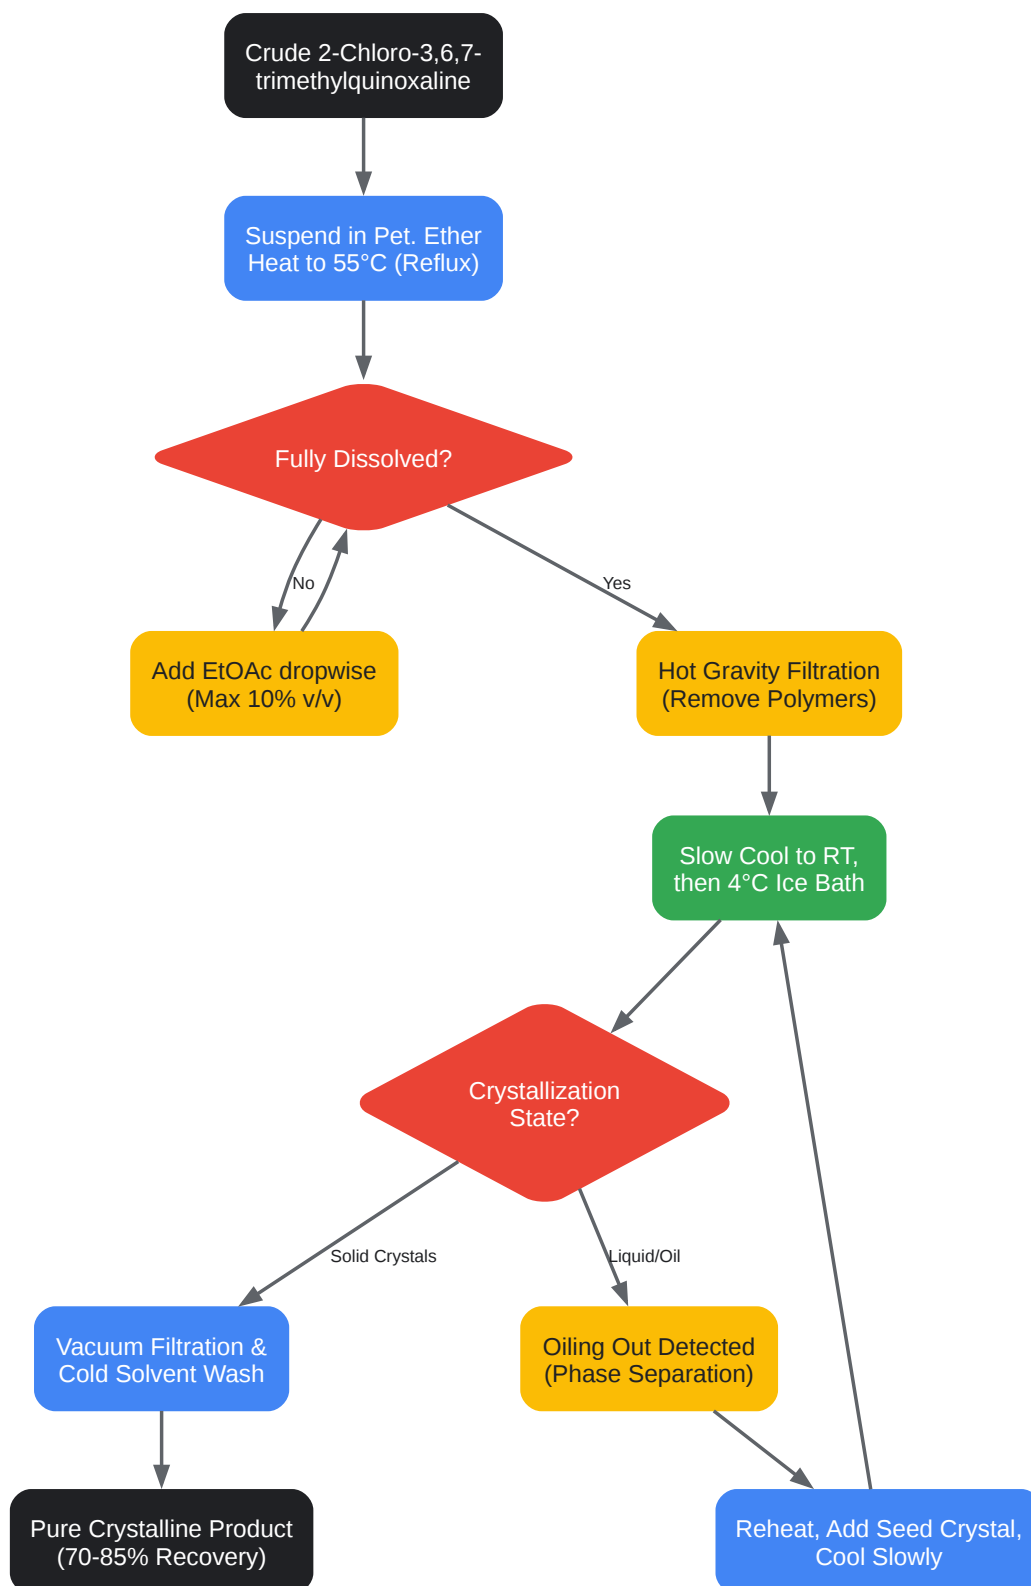 Crude 2-Chloro-3,6,7-
trimethylquinoxaline
Suspend in Pet. Ether
Heat to 55°C (Reflux)
Fully Dissolved?
No
Yes
Add EtOAc dropwise
(Max 10% v/v)
Hot Gravity Filtration
(Remove Polymers)
Slow Cool to RT,
then 4°C Ice Bath
Crystallization
State?
Solid Crystals
Liquid/Oil
Vacuum Filtration &
Cold Solvent Wash
Oiling Out Detected
(Phase Separation)
Pure Crystalline Product
(70-85% Recovery)
Reheat, Add Seed Crystal,
Cool Slowly